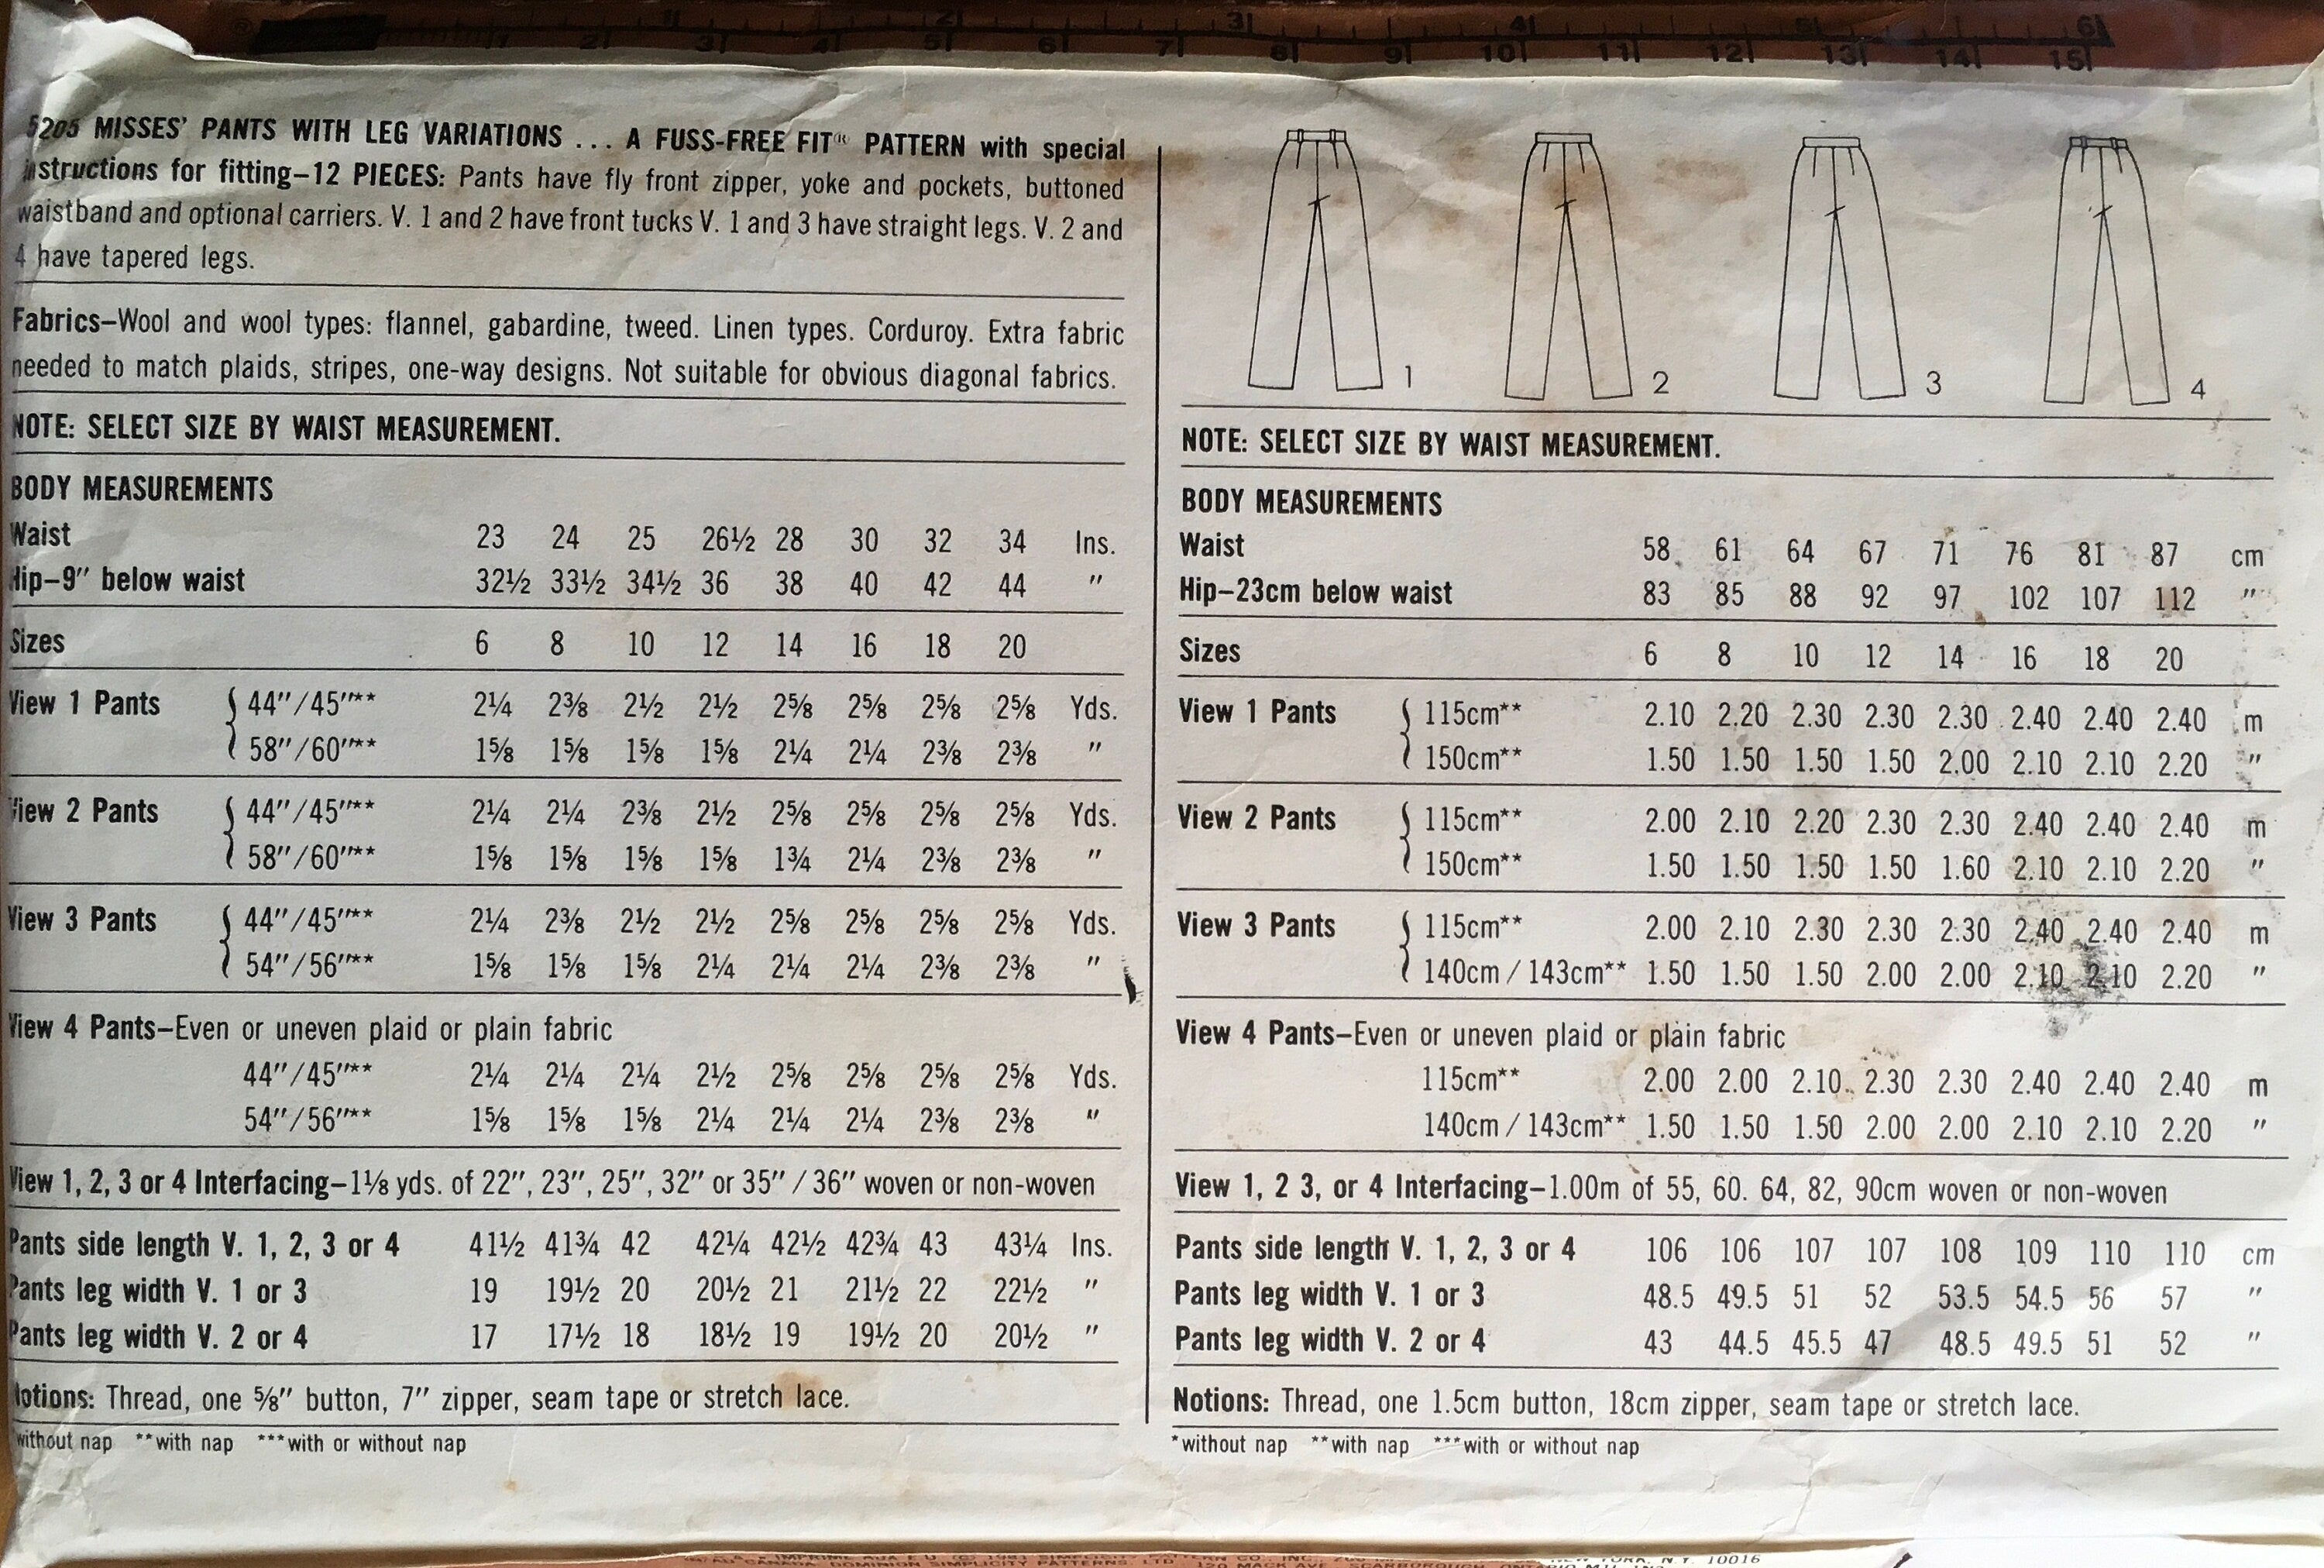 5205 MISSES' PANTS WITH LEG VARIATIONS ... A FUSS-FREE FIT® PATTERN with special
instructions for fitting–12 PIECES: Pants have fly front zipper, yoke and pockets, buttoned
waistband and optional carriers. V. 1 and 2 have front tucks V. 1 and 3 have straight legs. V. 2 and
4 have tapered legs.
Fabrics–Wool and wool types: flannel, gabardine, tweed. Linen types. Corduroy. Extra fabric
needed to match plaids, stripes, one-way designs. Not suitable for obvious diagonal fabrics.
NOTE: SELECT SIZE BY WAIST MEASUREMENT.
BODY MEASUREMENTS
Waist 23 24 25 26½ 28 30 32 34 Ins.
Hip–9" below waist 32½ 33½ 34½ 36 38 40 42 44 "
Sizes 6 8 10 12 14 16 18 20
View 1 Pants { 44"/45"** 2¼ 2⅜ 2½ 2½ 2⅝ 2⅝ 2⅝ 2⅝ Yds.
58"/60"** 1⅝ 1⅝ 1⅝ 1⅝ 2¼ 2¼ 2⅜ 2⅜ "
View 2 Pants { 44"/45"** 2¼ 2¼ 2⅜ 2½ 2⅝ 2⅝ 2⅝ 2⅝ Yds.
58"/60"** 1⅝ 1⅝ 1⅝ 1⅝ 1¾ 2¼ 2⅜ 2⅜ "
View 3 Pants { 44"/45"** 2¼ 2⅜ 2½ 2½ 2⅝ 2⅝ 2⅝ 2⅝ Yds.
54"/56"** 1⅝ 1⅝ 1⅝ 2¼ 2¼ 2¼ 2⅜ 2⅜ "
View 4 Pants–Even or uneven plaid or plain fabric
44"/45"** 2¼ 2¼ 2¼ 2½ 2⅝ 2⅝ 2⅝ 2⅝ Yds.
54"/56"** 1⅝ 1⅝ 1⅝ 2¼ 2¼ 2¼ 2⅜ 2⅜ "
View 1, 2, 3 or 4 Interfacing–1⅛ yds. of 22", 23", 25", 32" or 35" / 36" woven or non-woven
Pants side length V. 1, 2, 3 or 4 41½ 41¾ 42 42¼ 42½ 42¾ 43 43¼ Ins.
Pants leg width V. 1 or 3 19 19½ 20 20½ 21 21½ 22 22½ "
Pants leg width V. 2 or 4 17 17½ 18 18½ 19 19½ 20 20½ "
Notions: Thread, one ⅝" button, 7" zipper, seam tape or stretch lace.
*without nap **with nap ***with or without nap
1 2 3 4
NOTE: SELECT SIZE BY WAIST MEASUREMENT.
BODY MEASUREMENTS
Waist 58 61 64 67 71 76 81 87 cm
Hip–23cm below waist 83 85 88 92 97 102 107 112 "
Sizes 6 8 10 12 14 16 18 20
View 1 Pants { 115cm** 2.10 2.20 2.30 2.30 2.30 2.40 2.40 2.40 m
150cm** 1.50 1.50 1.50 1.50 2.00 2.10 2.10 2.20 "
View 2 Pants { 115cm** 2.00 2.10 2.20 2.30 2.30 2.40 2.40 2.40 m
150cm** 1.50 1.50 1.50 1.50 1.60 2.10 2.10 2.20 "
View 3 Pants { 115cm** 2.00 2.10 2.30 2.30 2.30 2.40 2.40 2.40 m
140cm / 143cm** 1.50 1.50 1.50 2.00 2.00 2.10 2.10 2.20 "
View 4 Pants–Even or uneven plaid or plain fabric
115cm** 2.00 2.00 2.10 2.30 2.30 2.40 2.40 2.40 m
140cm / 143cm** 1.50 1.50 1.50 2.00 2.00 2.10 2.10 2.20 "
View 1, 2 3, or 4 Interfacing–1.00m of 55, 60. 64, 82, 90cm woven or non-woven
Pants side length V. 1, 2, 3 or 4 106 106 107 107 108 109 110 110 cm
Pants leg width V. 1 or 3 48.5 49.5 51 52 53.5 54.5 56 57 "
Pants leg width V. 2 or 4 43 44.5 45.5 47 48.5 49.5 51 52 "
Notions: Thread, one 1.5cm button, 18cm zipper, seam tape or stretch lace.
*without nap **with nap ***with or without nap
1 2 3 4 5 6
1 2 3 4 5 6 7 8 9 10 11 12 13 14 15
NEW YORK, N.Y. 10016
DOMINION SIMPLICITY PATTERNS LTD